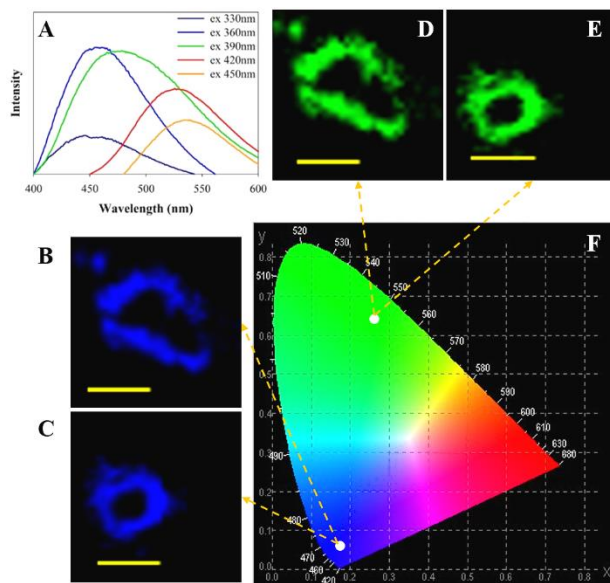 A
ex 330nm
ex 360nm
ex 390nm
ex 420nm
ex 450nm
Intensity
400 450 500 550 600
Wavelength (nm)
D
E
B
C
F
y
0.8
0.7
0.6
0.5
0.4
0.3
0.2
0.1
0.0
0.0 0.1 0.2 0.3 0.4 0.5 0.6 0.7 0.8
x
520
530
540
510
550
560
570
580
590
600
610
630
680
490
480
470
460
420